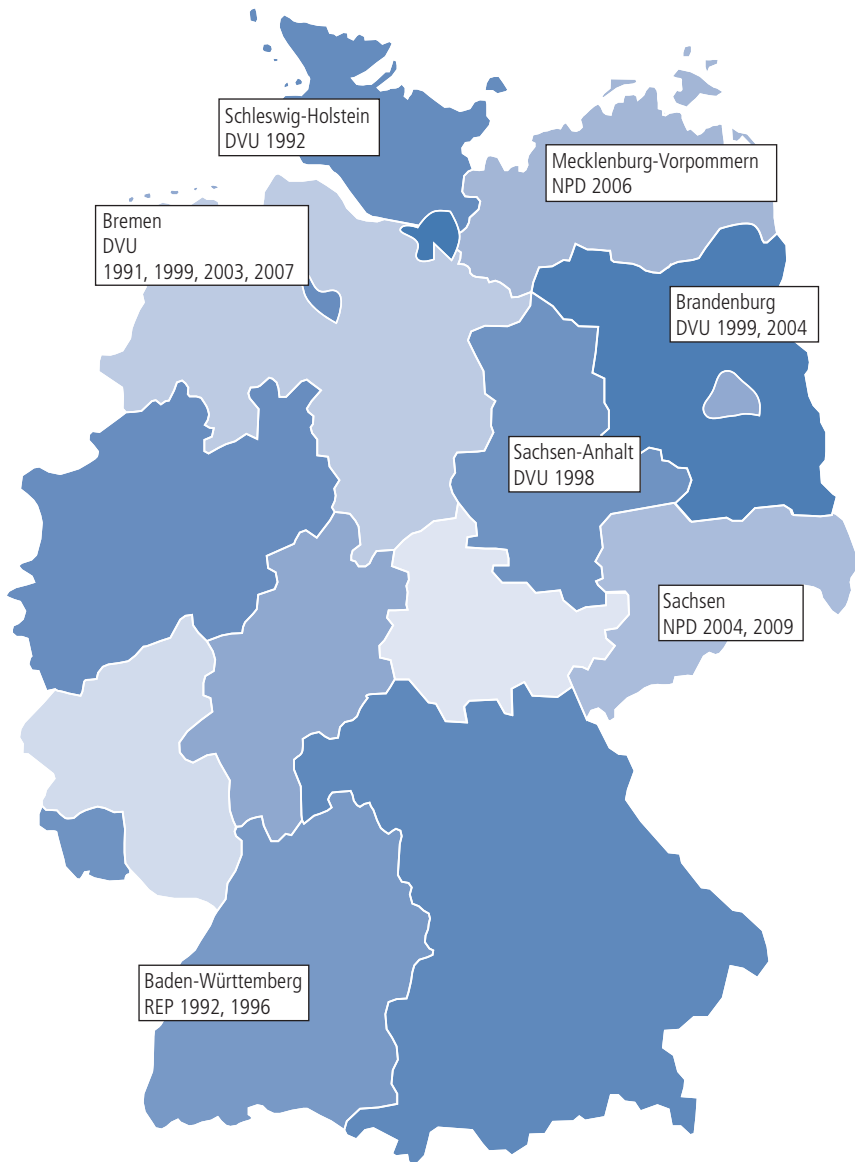 Schleswig-Holstein
DVU 1992
Mecklenburg-Vorpommern
NPD 2006
Bremen
DVU
1991, 1999, 2003, 2007
Brandenburg
DVU 1999, 2004
Sachsen-Anhalt
DVU 1998
Sachsen
NPD 2004, 2009
Baden-Württemberg
REP 1992, 1996